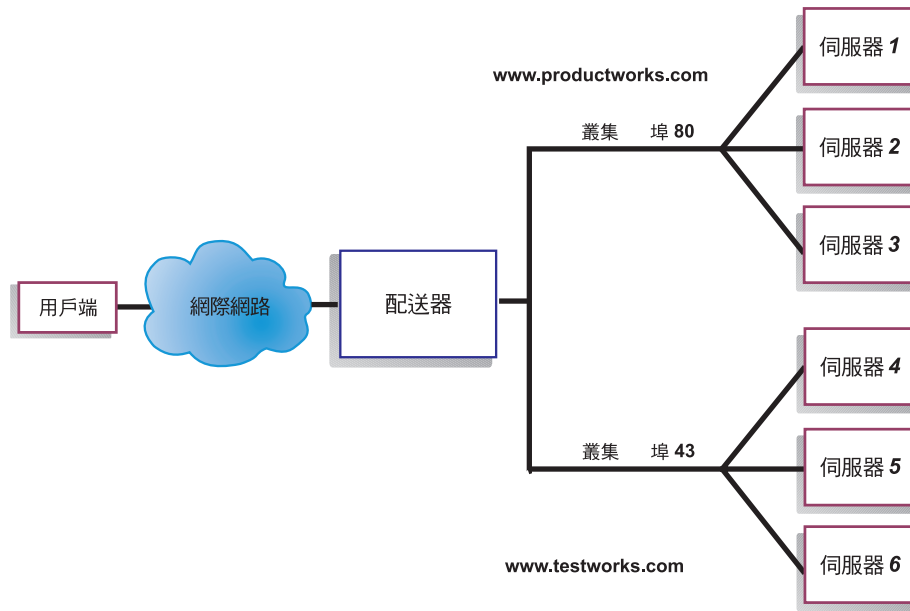 www.productworks.com
叢集 埠 80
伺服器 1
伺服器 2
伺服器 3
用戶端
網際網路
配送器
叢集 埠 43
www.testworks.com
伺服器 4
伺服器 5
伺服器 6